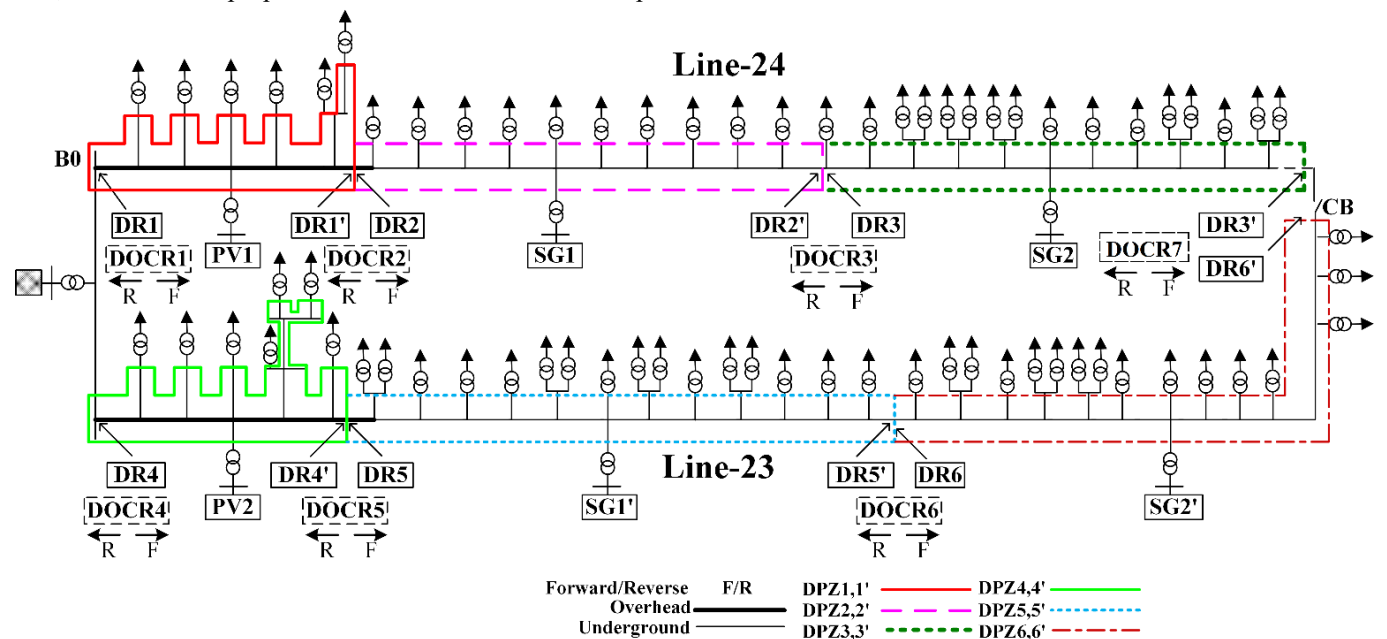 Line-24
B0
DR1
DR1'
DR2
DR2'
DR3
DR3'
/CB
DOCR1
PV1
DOCR2
SG1
DOCR3
SG2
DOCR7
DR6'
R F
R F
R F
R F
Line-23
DR4
DR4'
DR5
DR5'
DR6
DOCR4
PV2
DOCR5
SG1'
DOCR6
SG2'
R F
R F
R F
Forward/Reverse F/R DPZ1,1' DPZ4,4'
Overhead DPZ2,2' DPZ5,5'
Underground DPZ3,3' DPZ6,6'